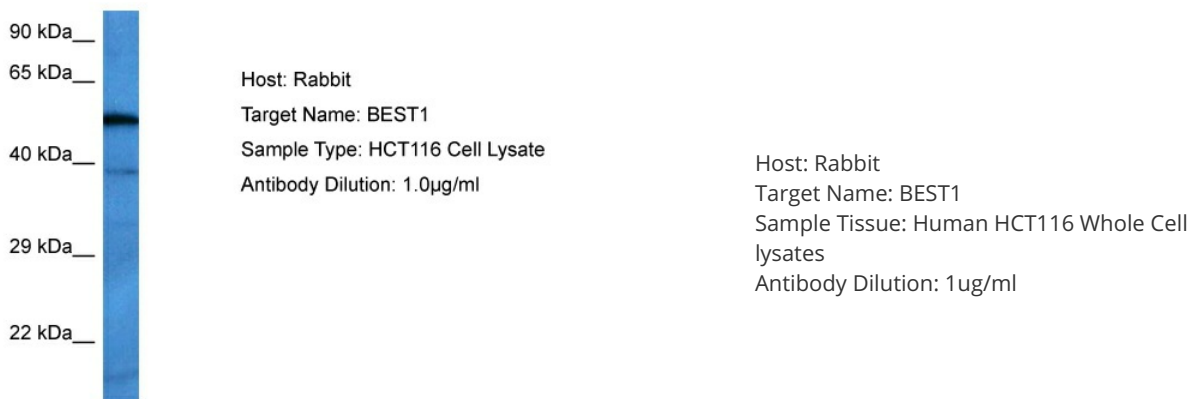 90 kDa__
65 kDa__
40 kDa__
29 kDa__
22 kDa__
Host: Rabbit
Target Name: BEST1
Sample Type: HCT116 Cell Lysate
Antibody Dilution: 1.0µg/ml
Host: Rabbit
Target Name: BEST1
Sample Tissue: Human HCT116 Whole Cell
lysates
Antibody Dilution: 1ug/ml